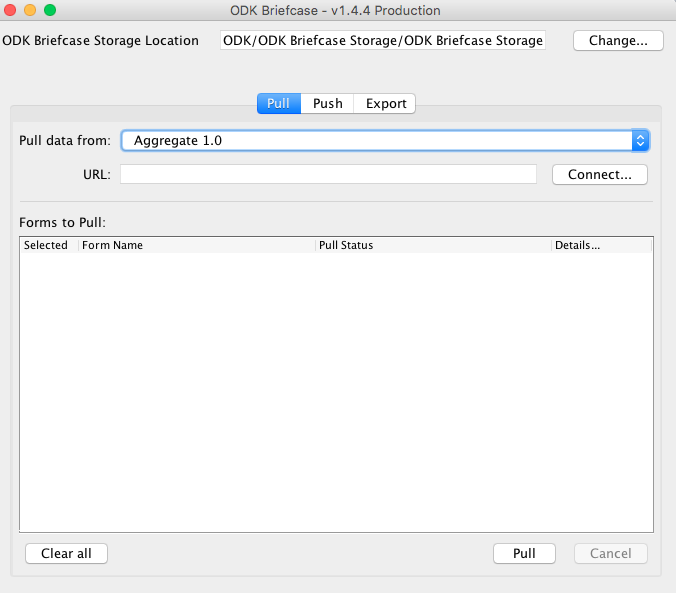 ODK Briefcase - v1.4.4 Production
ODK Briefcase Storage Location ODK/ODK Briefcase Storage/ODK Briefcase Storage Change...
Pull Push Export
Pull data from: Aggregate 1.0
URL: Connect...
Forms to Pull:
Selected Form Name Pull Status Details...
Clear all Pull Cancel